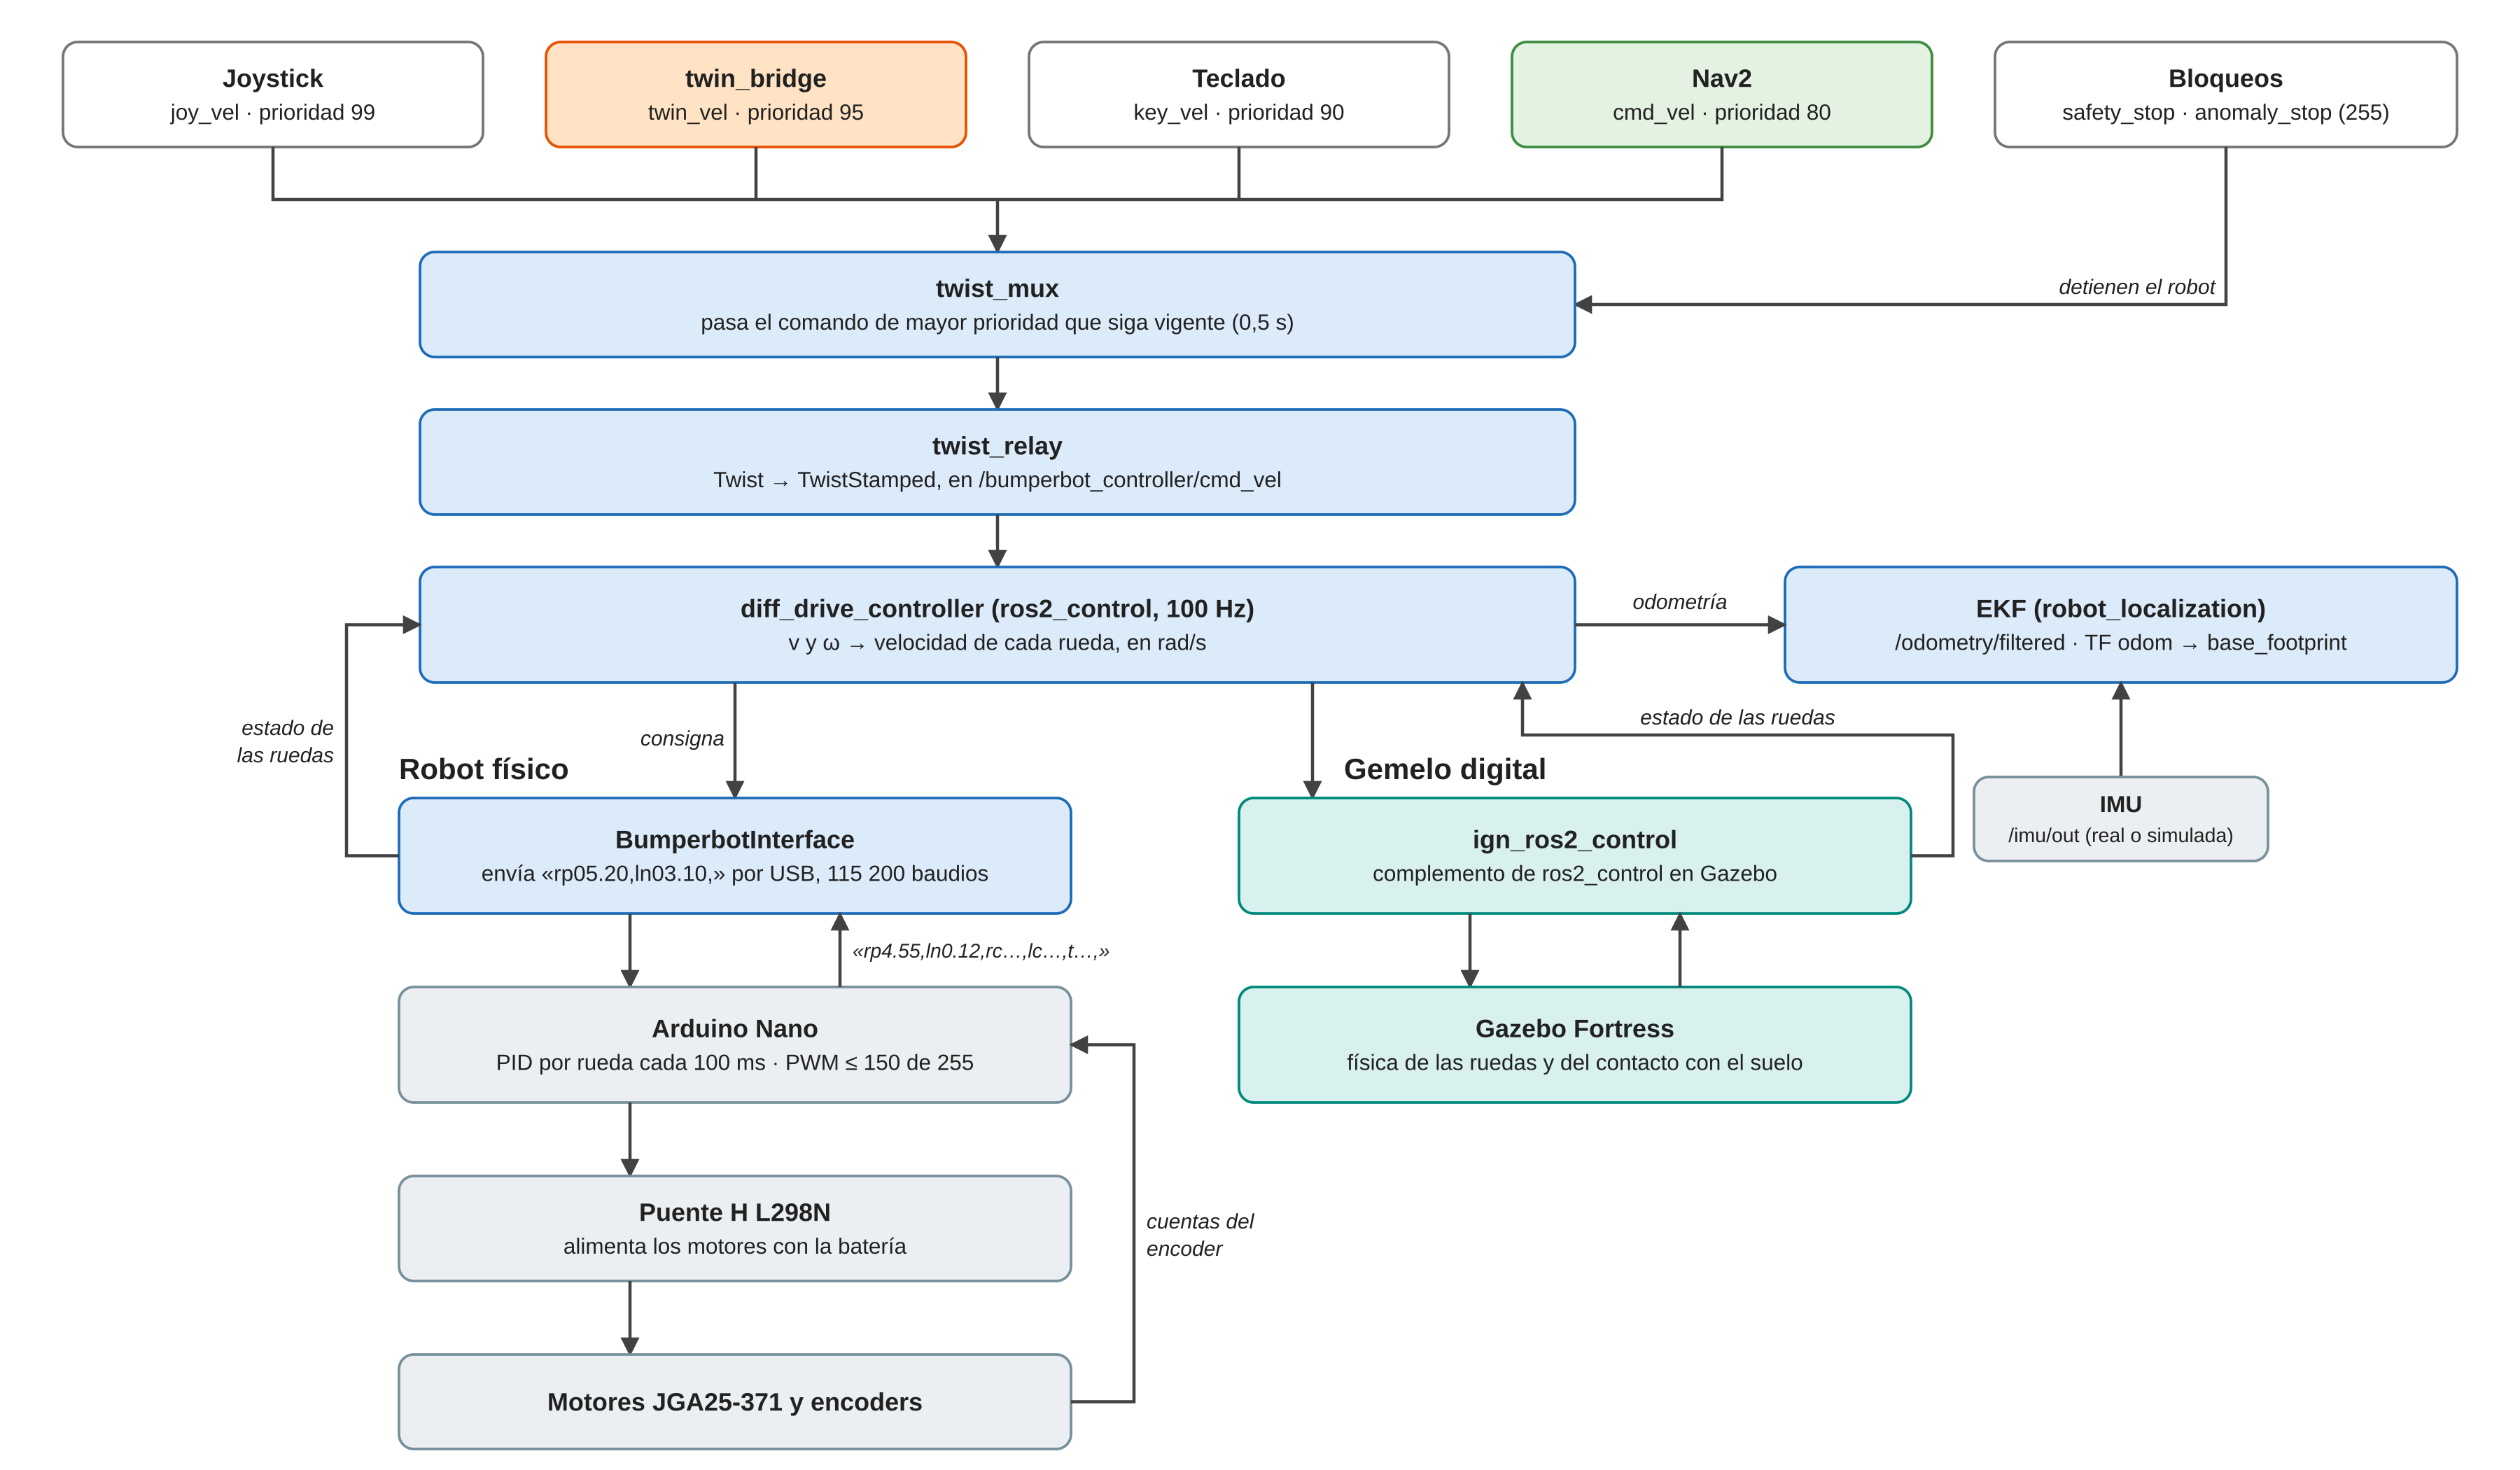 Joystick
joy_vel · prioridad 99
twin_bridge
twin_vel · prioridad 95
Teclado
key_vel · prioridad 90
Nav2
cmd_vel · prioridad 80
Bloqueos
safety_stop · anomaly_stop (255)
detienen el robot
twist_mux
pasa el comando de mayor prioridad que siga vigente (0,5 s)
twist_relay
Twist → TwistStamped, en /bumperbot_controller/cmd_vel
diff_drive_controller (ros2_control, 100 Hz)
v y ω → velocidad de cada rueda, en rad/s
odometría
EKF (robot_localization)
/odometry/filtered · TF odom → base_footprint
estado de
las ruedas
consigna
estado de las ruedas
Robot físico
Gemelo digital
IMU
/imu/out (real o simulada)
BumperbotInterface
envía «rp05.20,ln03.10,» por USB, 115 200 baudios
ign_ros2_control
complemento de ros2_control en Gazebo
«rp4.55,ln0.12,rc…,lc…,t…,»
Arduino Nano
PID por rueda cada 100 ms · PWM ≤ 150 de 255
Gazebo Fortress
física de las ruedas y del contacto con el suelo
Puente H L298N
alimenta los motores con la batería
cuentas del
encoder
Motores JGA25-371 y encoders